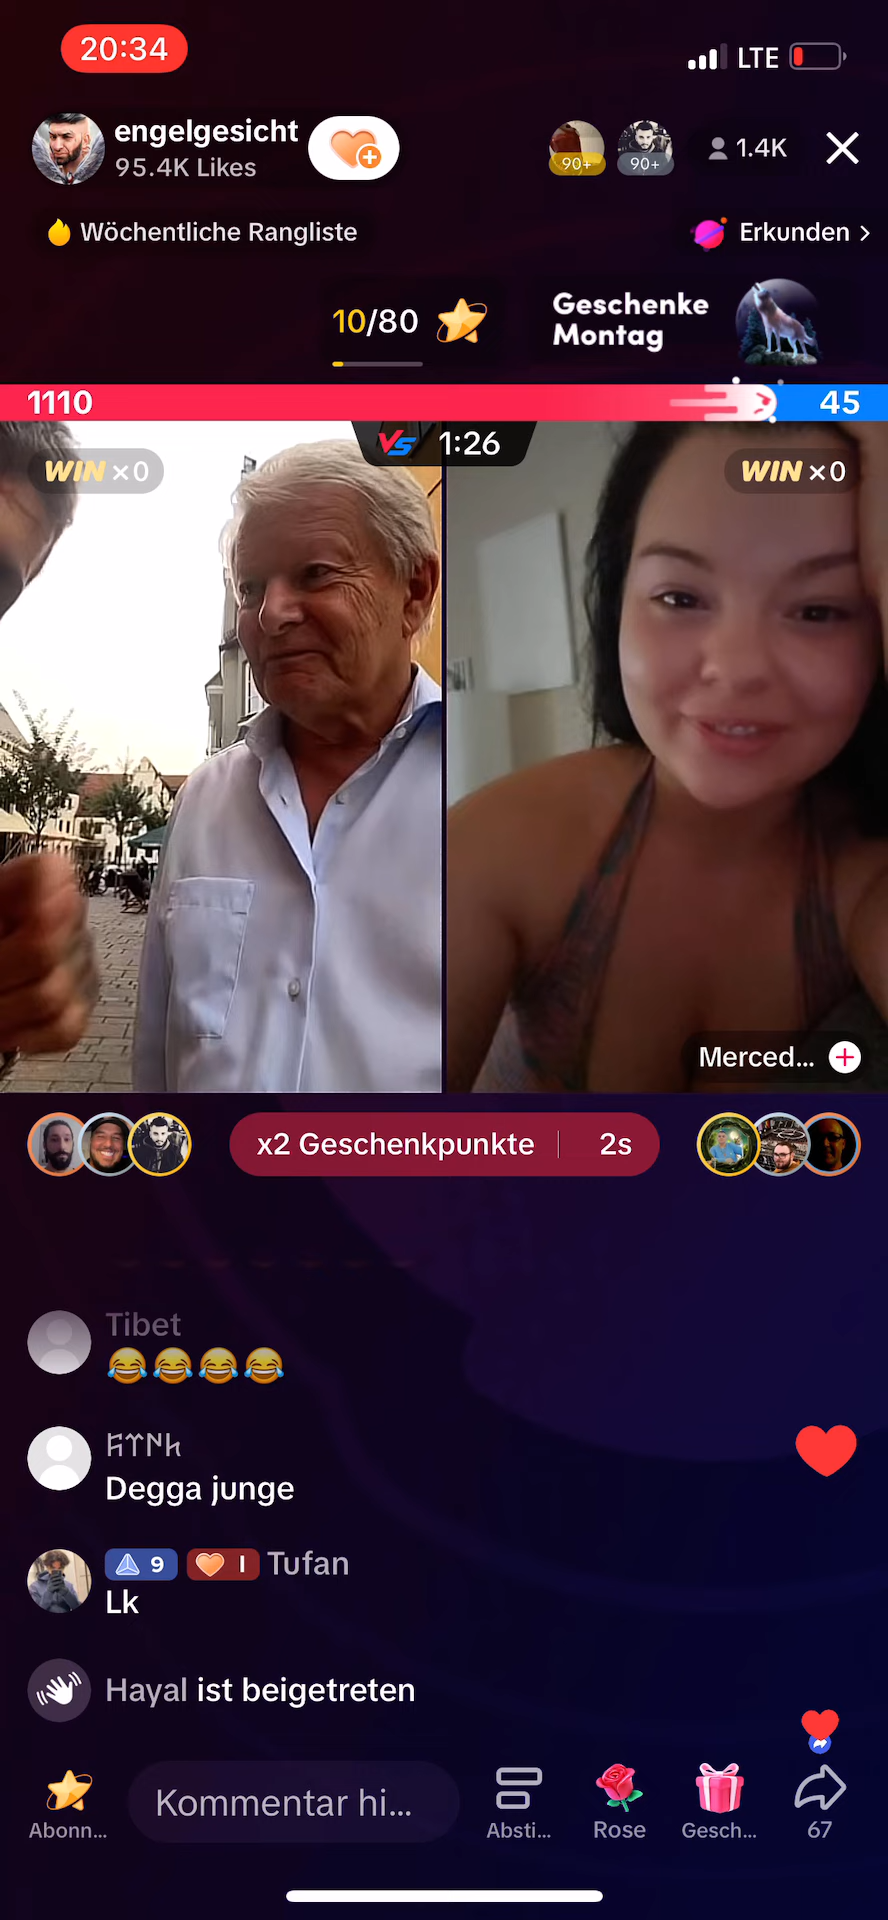 20:34
LTE
engelgesicht
95.4K Likes
90+
90+
1.4K
Wöchentliche Rangliste
Erkunden >
10/80
Geschenke
Montag
1110
45
VS 1:26
WIN ×0
WIN ×0
Merced...
x2 Geschenkpunkte | 2s
Tibet
😂😂😂😂
Degga junge
9 I Tufan
Lk
Hayal ist beigetreten
Kommentar hi...
Abonn...
Absti...
Rose
Gesch...
67